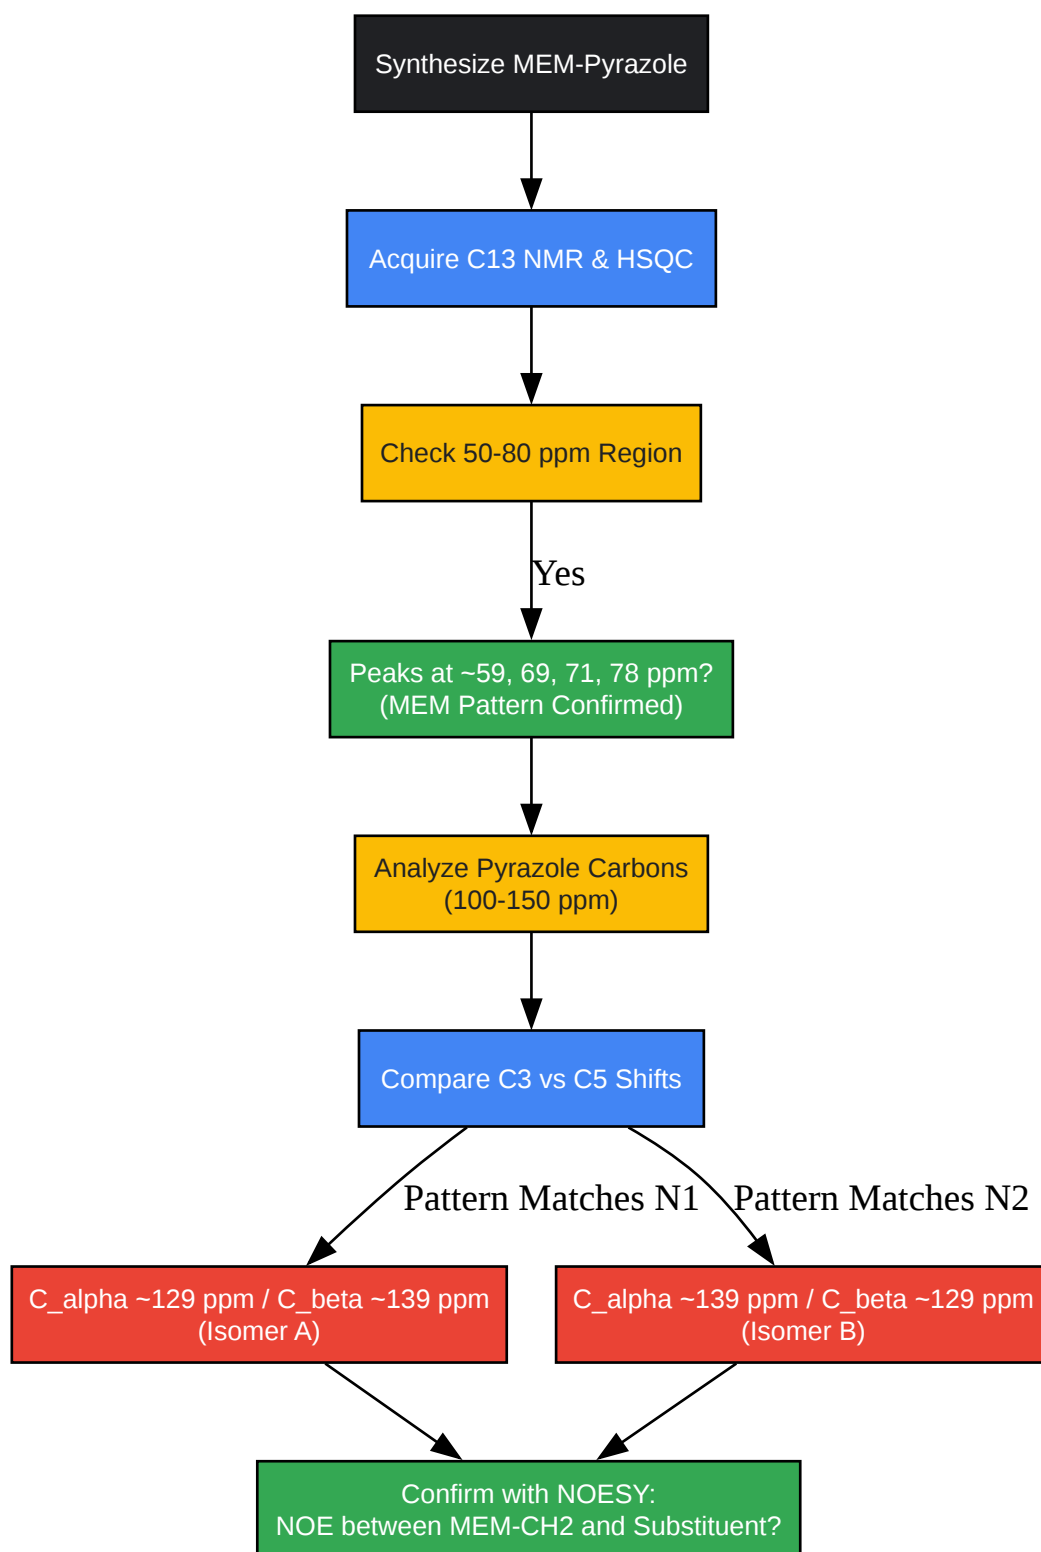 Synthesize MEM-Pyrazole
Acquire C13 NMR & HSQC
Check 50-80 ppm Region
Yes
Peaks at ~59, 69, 71, 78 ppm?
(MEM Pattern Confirmed)
Analyze Pyrazole Carbons
(100-150 ppm)
Compare C3 vs C5 Shifts
Pattern Matches N1
Pattern Matches N2
C_alpha ~129 ppm / C_beta ~139 ppm
(Isomer A)
C_alpha ~139 ppm / C_beta ~129 ppm
(Isomer B)
Confirm with NOESY:
NOE between MEM-CH2 and Substituent?